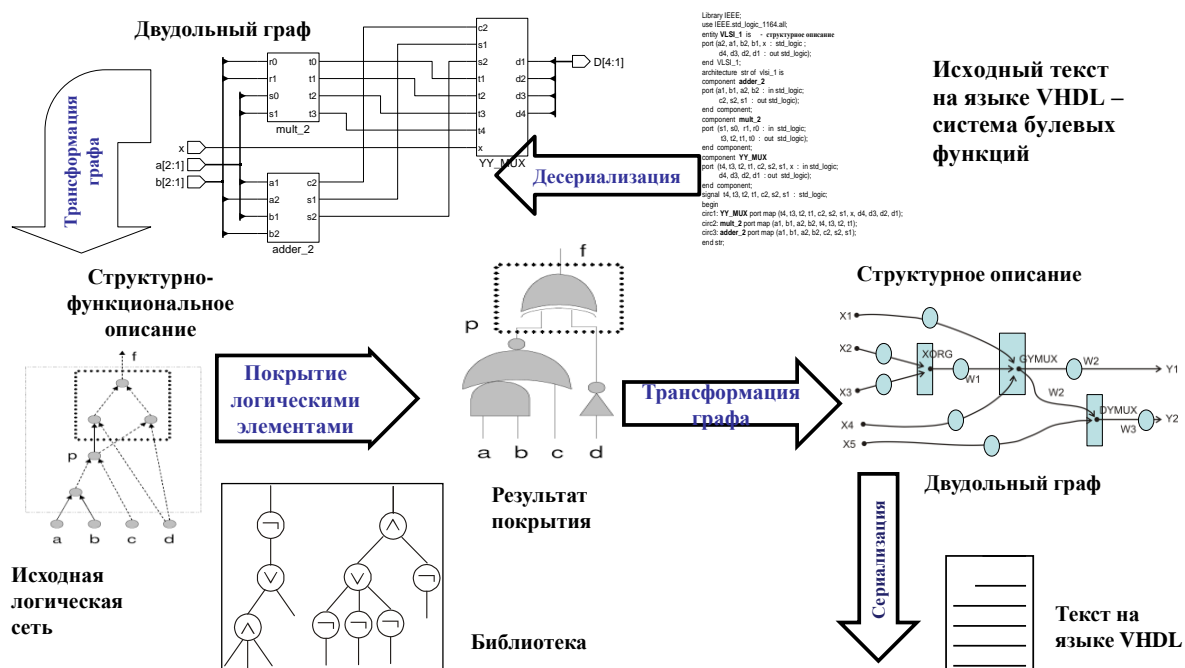 Двудольный граф
c2
s1
s2
t1
t2
t3
t4
x
d1
d2
d3
d4
YY_MUX
D[4:1]
r0
r1
s0
s1
t0
t1
t2
t3
mult_2
x
a[2:1]
b[2:1]
a1
a2
b1
b2
c2
s1
s2
adder_2
Library IEEE;
use IEEE.std_logic_1164.all;
entity VLSI_1 is - структурное описание
port (a2, a1, b2, b1, x : std_logic ;
d4, d3, d2, d1 : out std_logic);
end VLSI_1;
architecture str of vlsi_1 is
component adder_2
port (a1, b1, a2, b2 : in std_logic;
c2, s2, s1 : out std_logic);
end component;
component mult_2
port (s1, s0, r1, r0 : in std_logic;
t3, t2, t1, t0 : out std_logic);
end component;
component YY_MUX
port (t4, t3, t2, t1, c2, s2, s1, x : in std_logic;
d4, d3, d2, d1 : out std_logic);
end component;
signal t4, t3, t2, t1, c2, s2, s1 : std_logic;
begin
circ1: YY_MUX port map (t4, t3, t2, t1, c2, s2, s1, x, d4, d3, d2, d1);
circ2: mult_2 port map (a1, b1, a2, b2, t4, t3, t2, t1);
circ3: adder_2 port map (a1, b1, a2, b2, c2, s2, s1);
end str;
Исходный текст
на языке VHDL –
система булевых
функций
Трансформация
графа
Десериализация
Структурно-
функциональное
описание
f
p
a b c d
Исходная
логическая
сеть
Покрытие
логическими
элементами
f
p
a b c d
Результат
покрытия
¬
∨
∧
∧
∨
¬
¬
¬
¬
Библиотека
Трансформация
графа
Структурное описание
X1
X2
X3
X4
X5
XORG
W1
GYMUX
W2
Y1
W2
DYMUX
W3
Y2
Двудольный граф
Сериализация
Текст на
языке VHDL